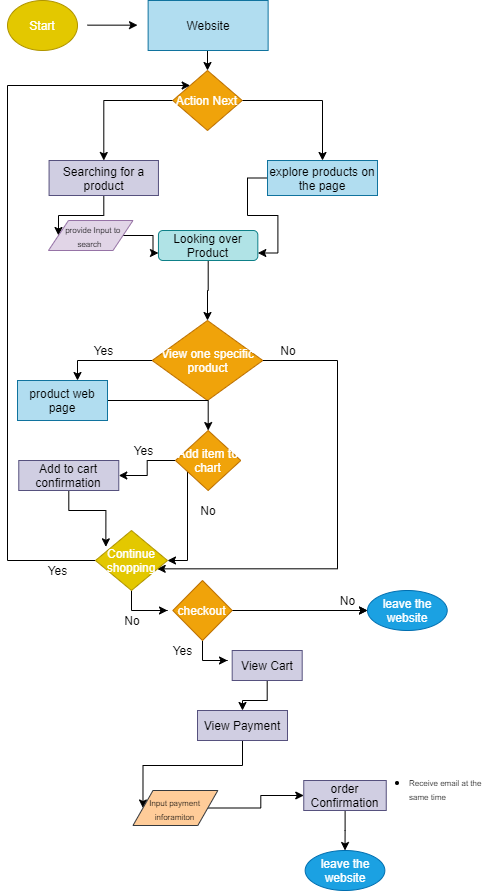 Start
Website
Action Next
Searching for a
product
explore products on
the page
provide Input to
search
Looking over
Product
View one specific
product
Yes
No
product web
page
Add item to
chart
Yes
Add to cart
confirmation
No
Continue
shopping
Yes
No
checkout
No
leave the
website
Yes
View Cart
View Payment
Input payment
inforamiton
order
Confirmation
Receive email at the
same time
leave the
website